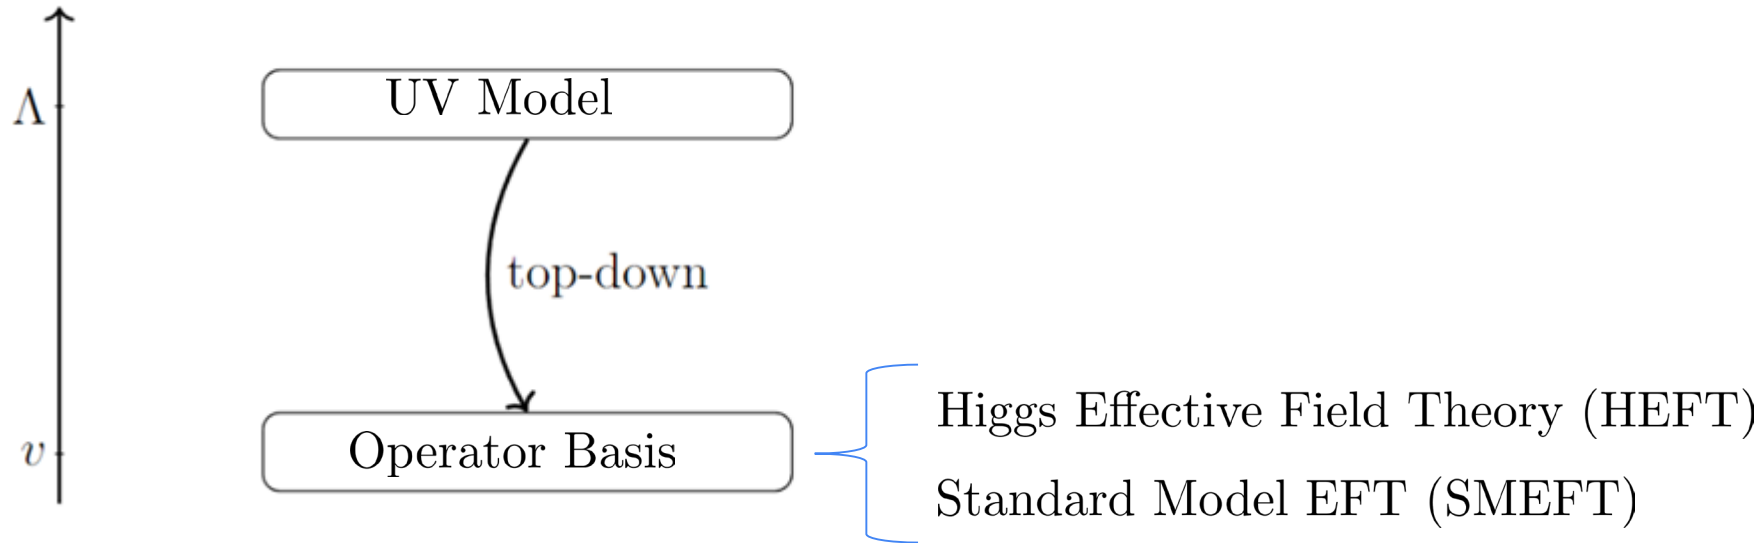 Λ
UV Model
top-down
v
Operator Basis
Higgs Effective Field Theory (HEFT)
Standard Model EFT (SMEFT)